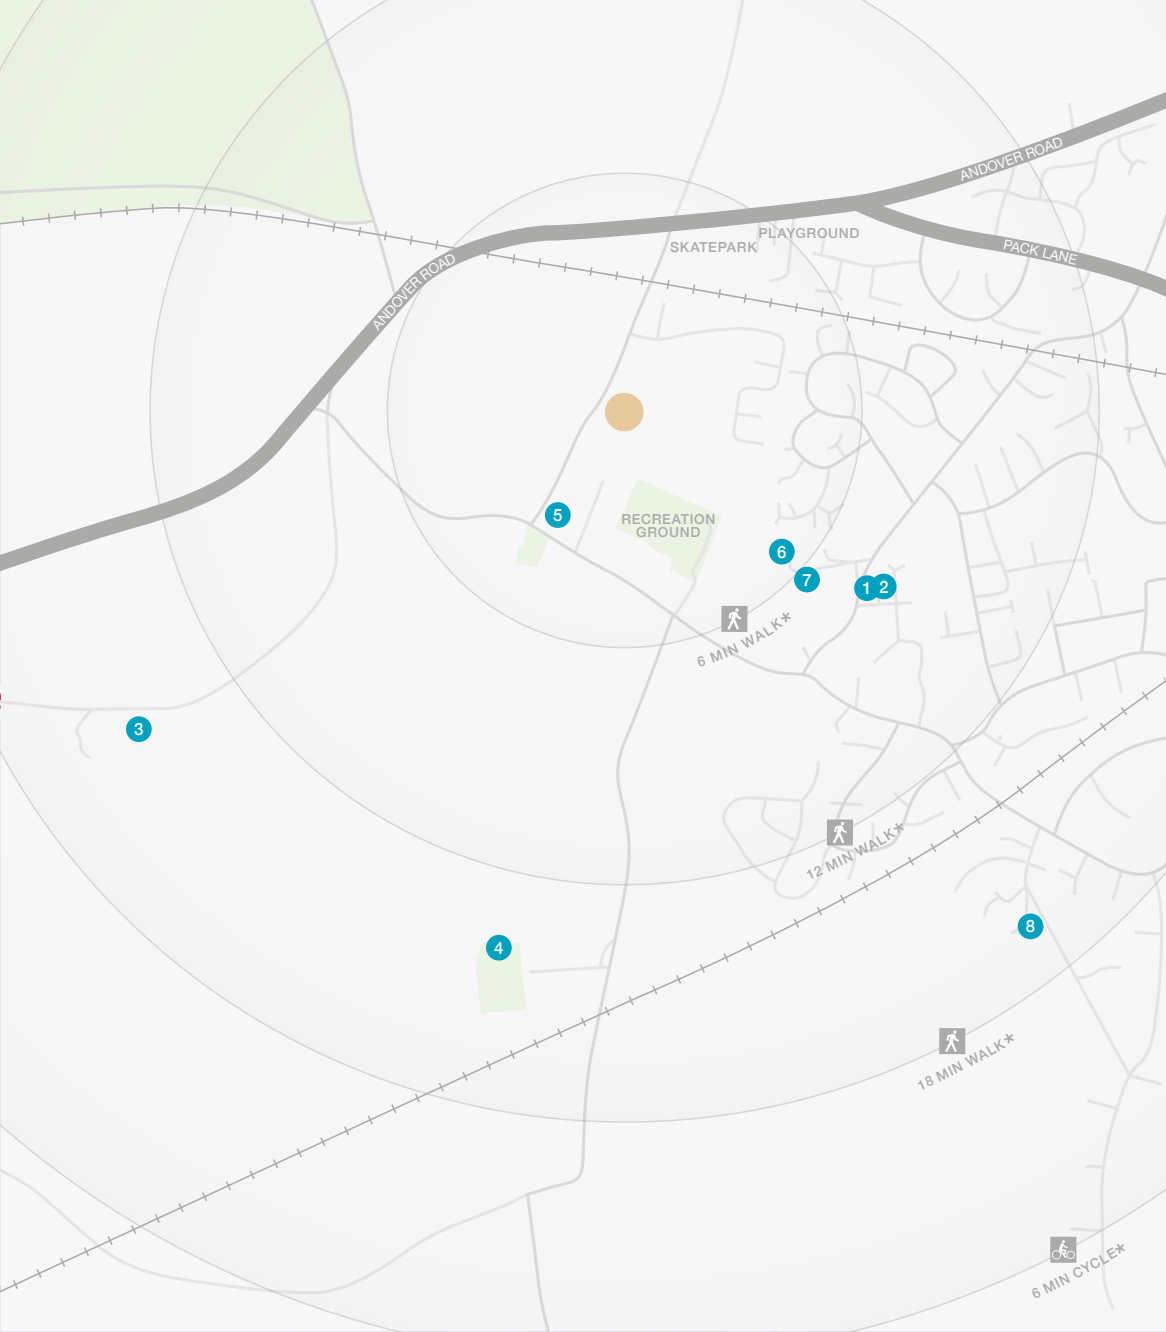 ANDOVER ROAD
PACK LANE
PLAYGROUND
SKATEPARK
ANDOVER ROAD
5
RECREATION
GROUND
6
7
1
2
6 MIN WALK*
3
12 MIN WALK*
8
4
18 MIN WALK*
6 MIN CYCLE*